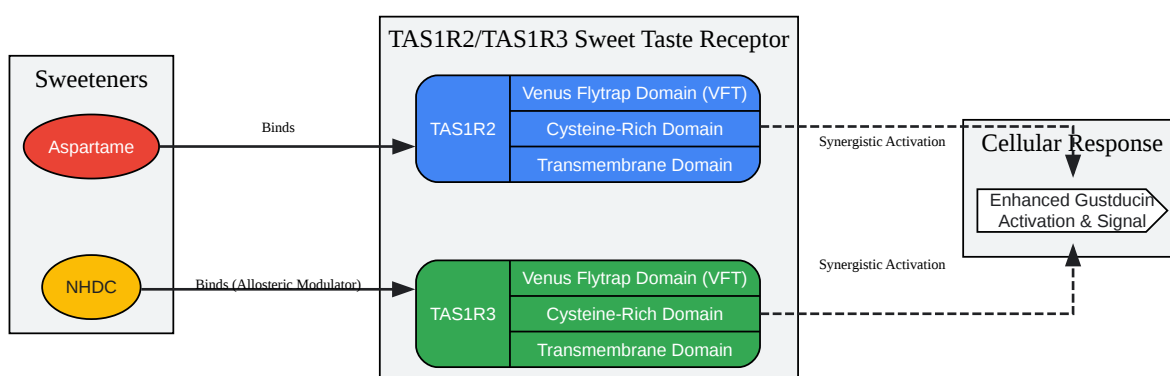 Sweeteners
Aspartame
NHDC
Binds
Binds (Allosteric Modulator)
TAS1R2/TAS1R3 Sweet Taste Receptor
TAS1R2
Venus Flytrap Domain (VFT)
Cysteine-Rich Domain
Transmembrane Domain
TAS1R3
Venus Flytrap Domain (VFT)
Cysteine-Rich Domain
Transmembrane Domain
Synergistic Activation
Synergistic Activation
Cellular Response
Enhanced Gustducin
Activation & Signal